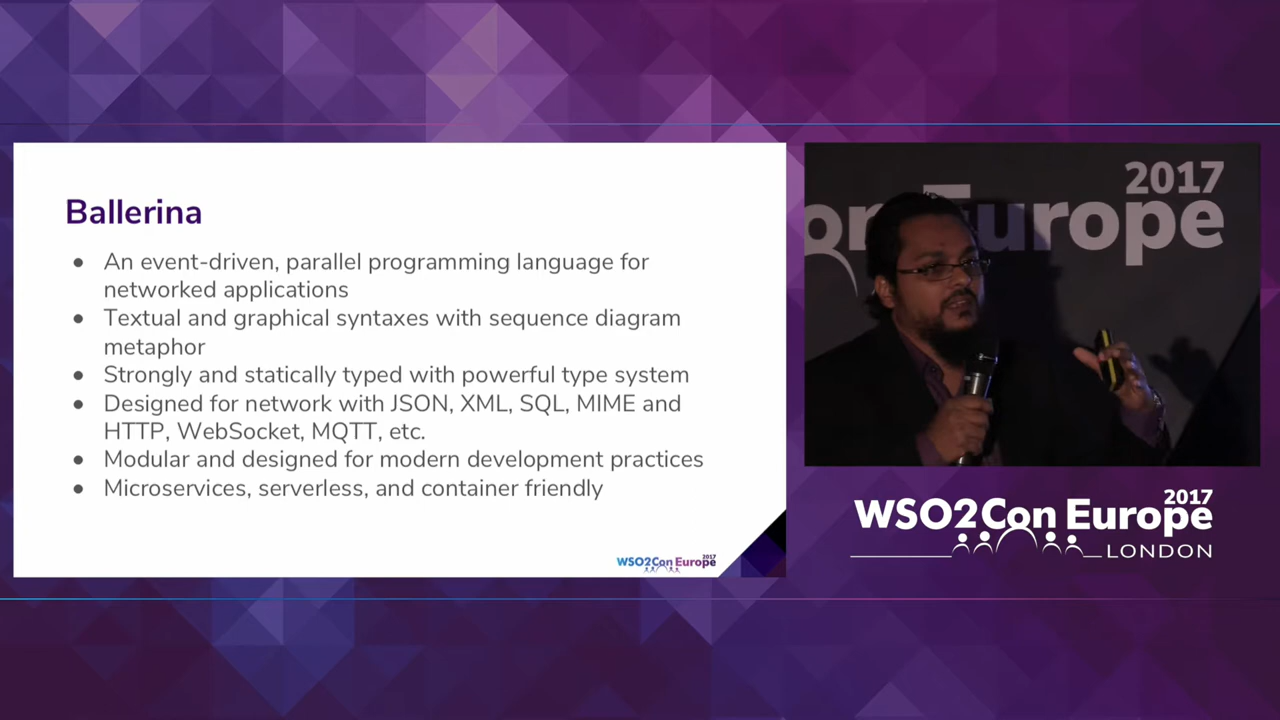 Ballerina
• An event-driven, parallel programming language for
networked applications
• Textual and graphical syntaxes with sequence diagram
metaphor
• Strongly and statically typed with powerful type system
• Designed for network with JSON, XML, SQL, MIME and
HTTP, WebSocket, MQTT, etc.
• Modular and designed for modern development practices
• Microservices, serverless, and container friendly
WSO2Con Europe 2017
2017
on Europe
2017
WSO2Con Europe
LONDON